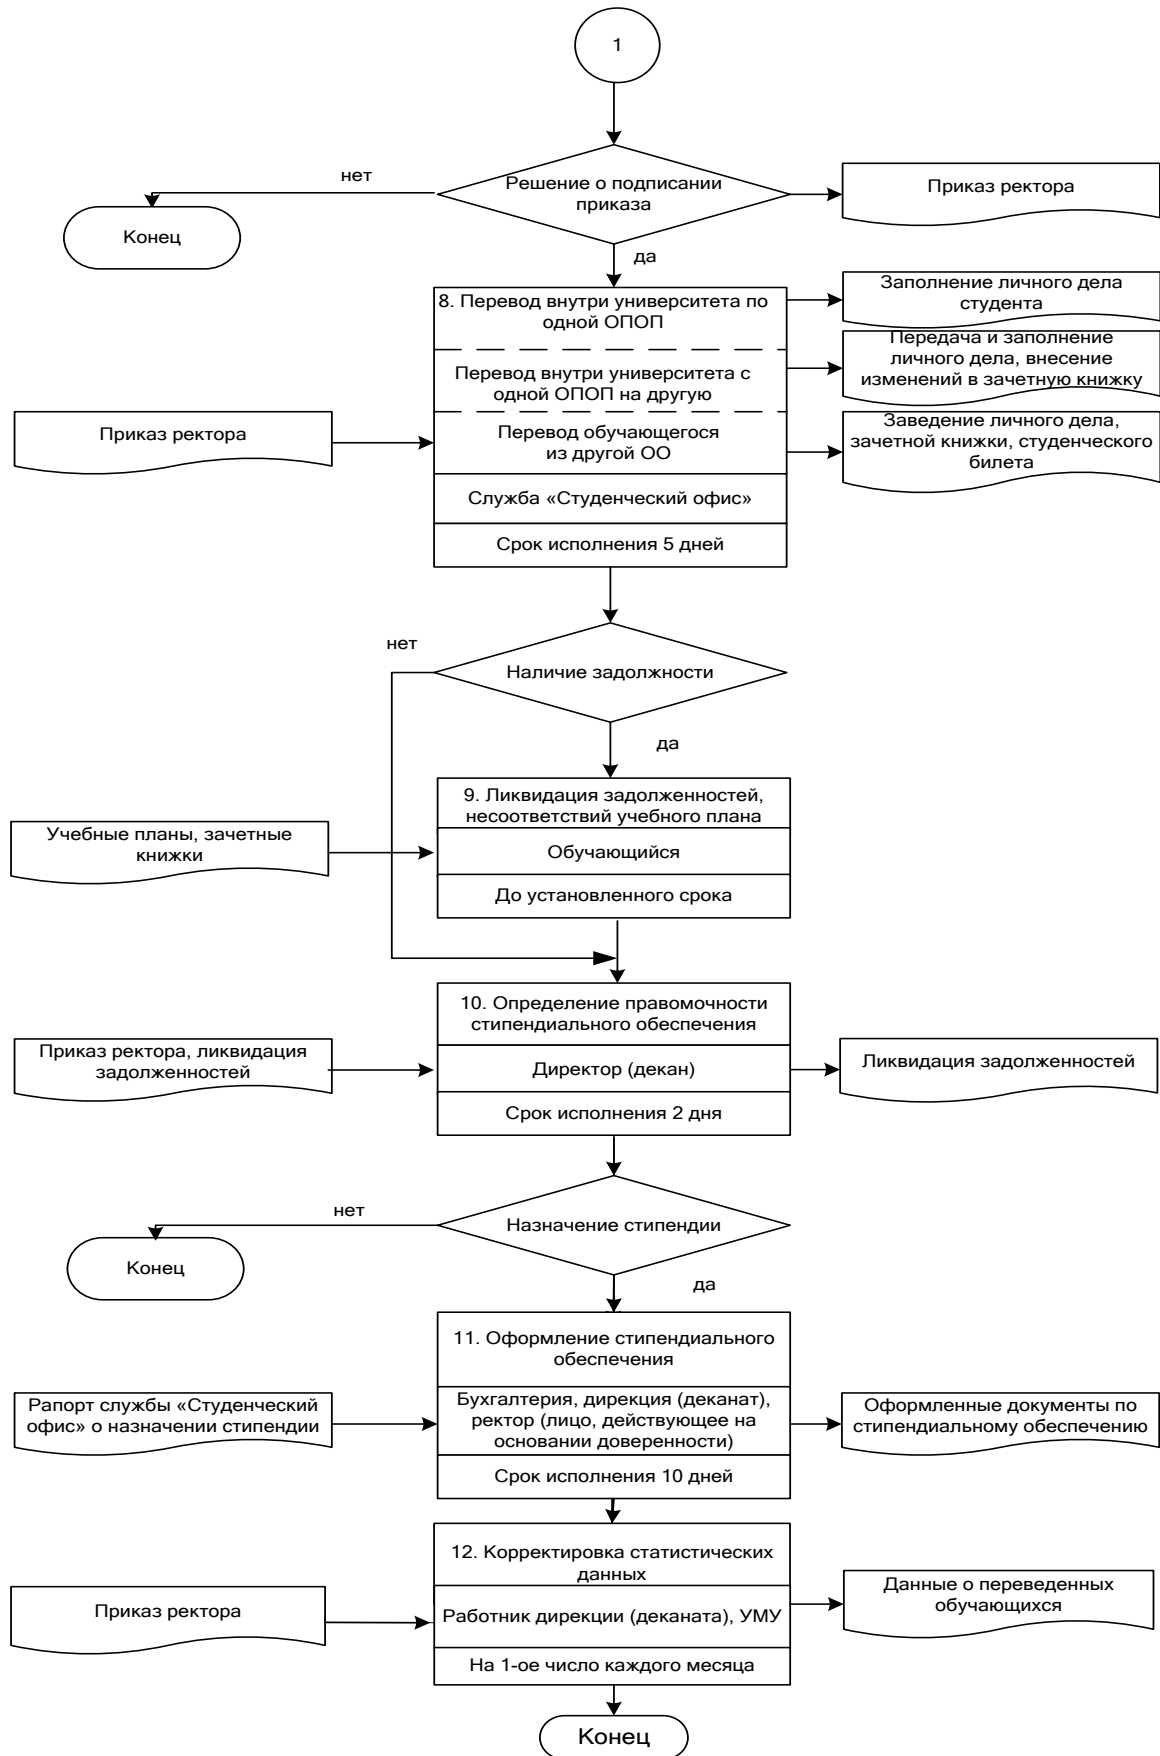 1
нет
Решение о подписании
приказа
Приказ ректора
Конец
да
8. Перевод внутри университета по
одной ОПОП
Заполнение личного дела
студента
Перевод внутри университета с
одной ОПОП на другую
Передача и заполнение
личного дела, внесение
изменений в зачетную книжку
Приказ ректора
Перевод обучающегося
из другой ОО
Заведение личного дела,
зачетной книжки, студенческого
билета
Служба «Студенческий офис»
Срок исполнения 5 дней
нет
Наличие задолжности
да
9. Ликвидация задолженностей,
несоответствий учебного плана
Учебные планы, зачетные
книжки
Обучающийся
До установленного срока
10. Определение правомочности
стипендиального обеспечения
Приказ ректора, ликвидация
задолженностей
Директор (декан)
Ликвидация задолженностей
Срок исполнения 2 дня
нет
Назначение стипендии
Конец
да
11. Оформление стипендиального
обеспечения
Рапорт службы «Студенческий
офис» о назначении стипендии
Бухгалтерия, дирекция (деканат),
ректор (лицо, действующее на
основании доверенности)
Оформленные документы по
стипендиальному обеспечению
Срок исполнения 10 дней
12. Корректировка статистических
данных
Приказ ректора
Работник дирекции (деканата), УМУ
Данные о переведенных
обучающихся
На 1-ое число каждого месяца
Конец